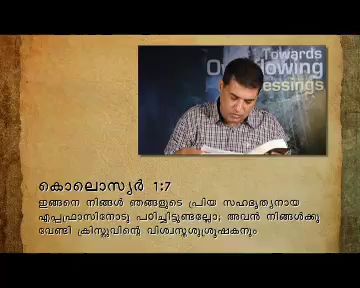 Towards
Overflowing
Blessings
കൊലൊസ്യർ 1:7
ഇങ്ങനെ നിങ്ങൾ ഞങ്ങളുടെ പ്രിയ സഹഭൃത്യനായ
എപ്പഫ്രാസിനോടു പഠിച്ചിട്ടുണ്ടല്ലോ; അവൻ നിങ്ങൾക്കു
വേണ്ടി ക്രിസ്തുവിന്റെ വിശ്വസ്തശുശ്രൂഷകനും